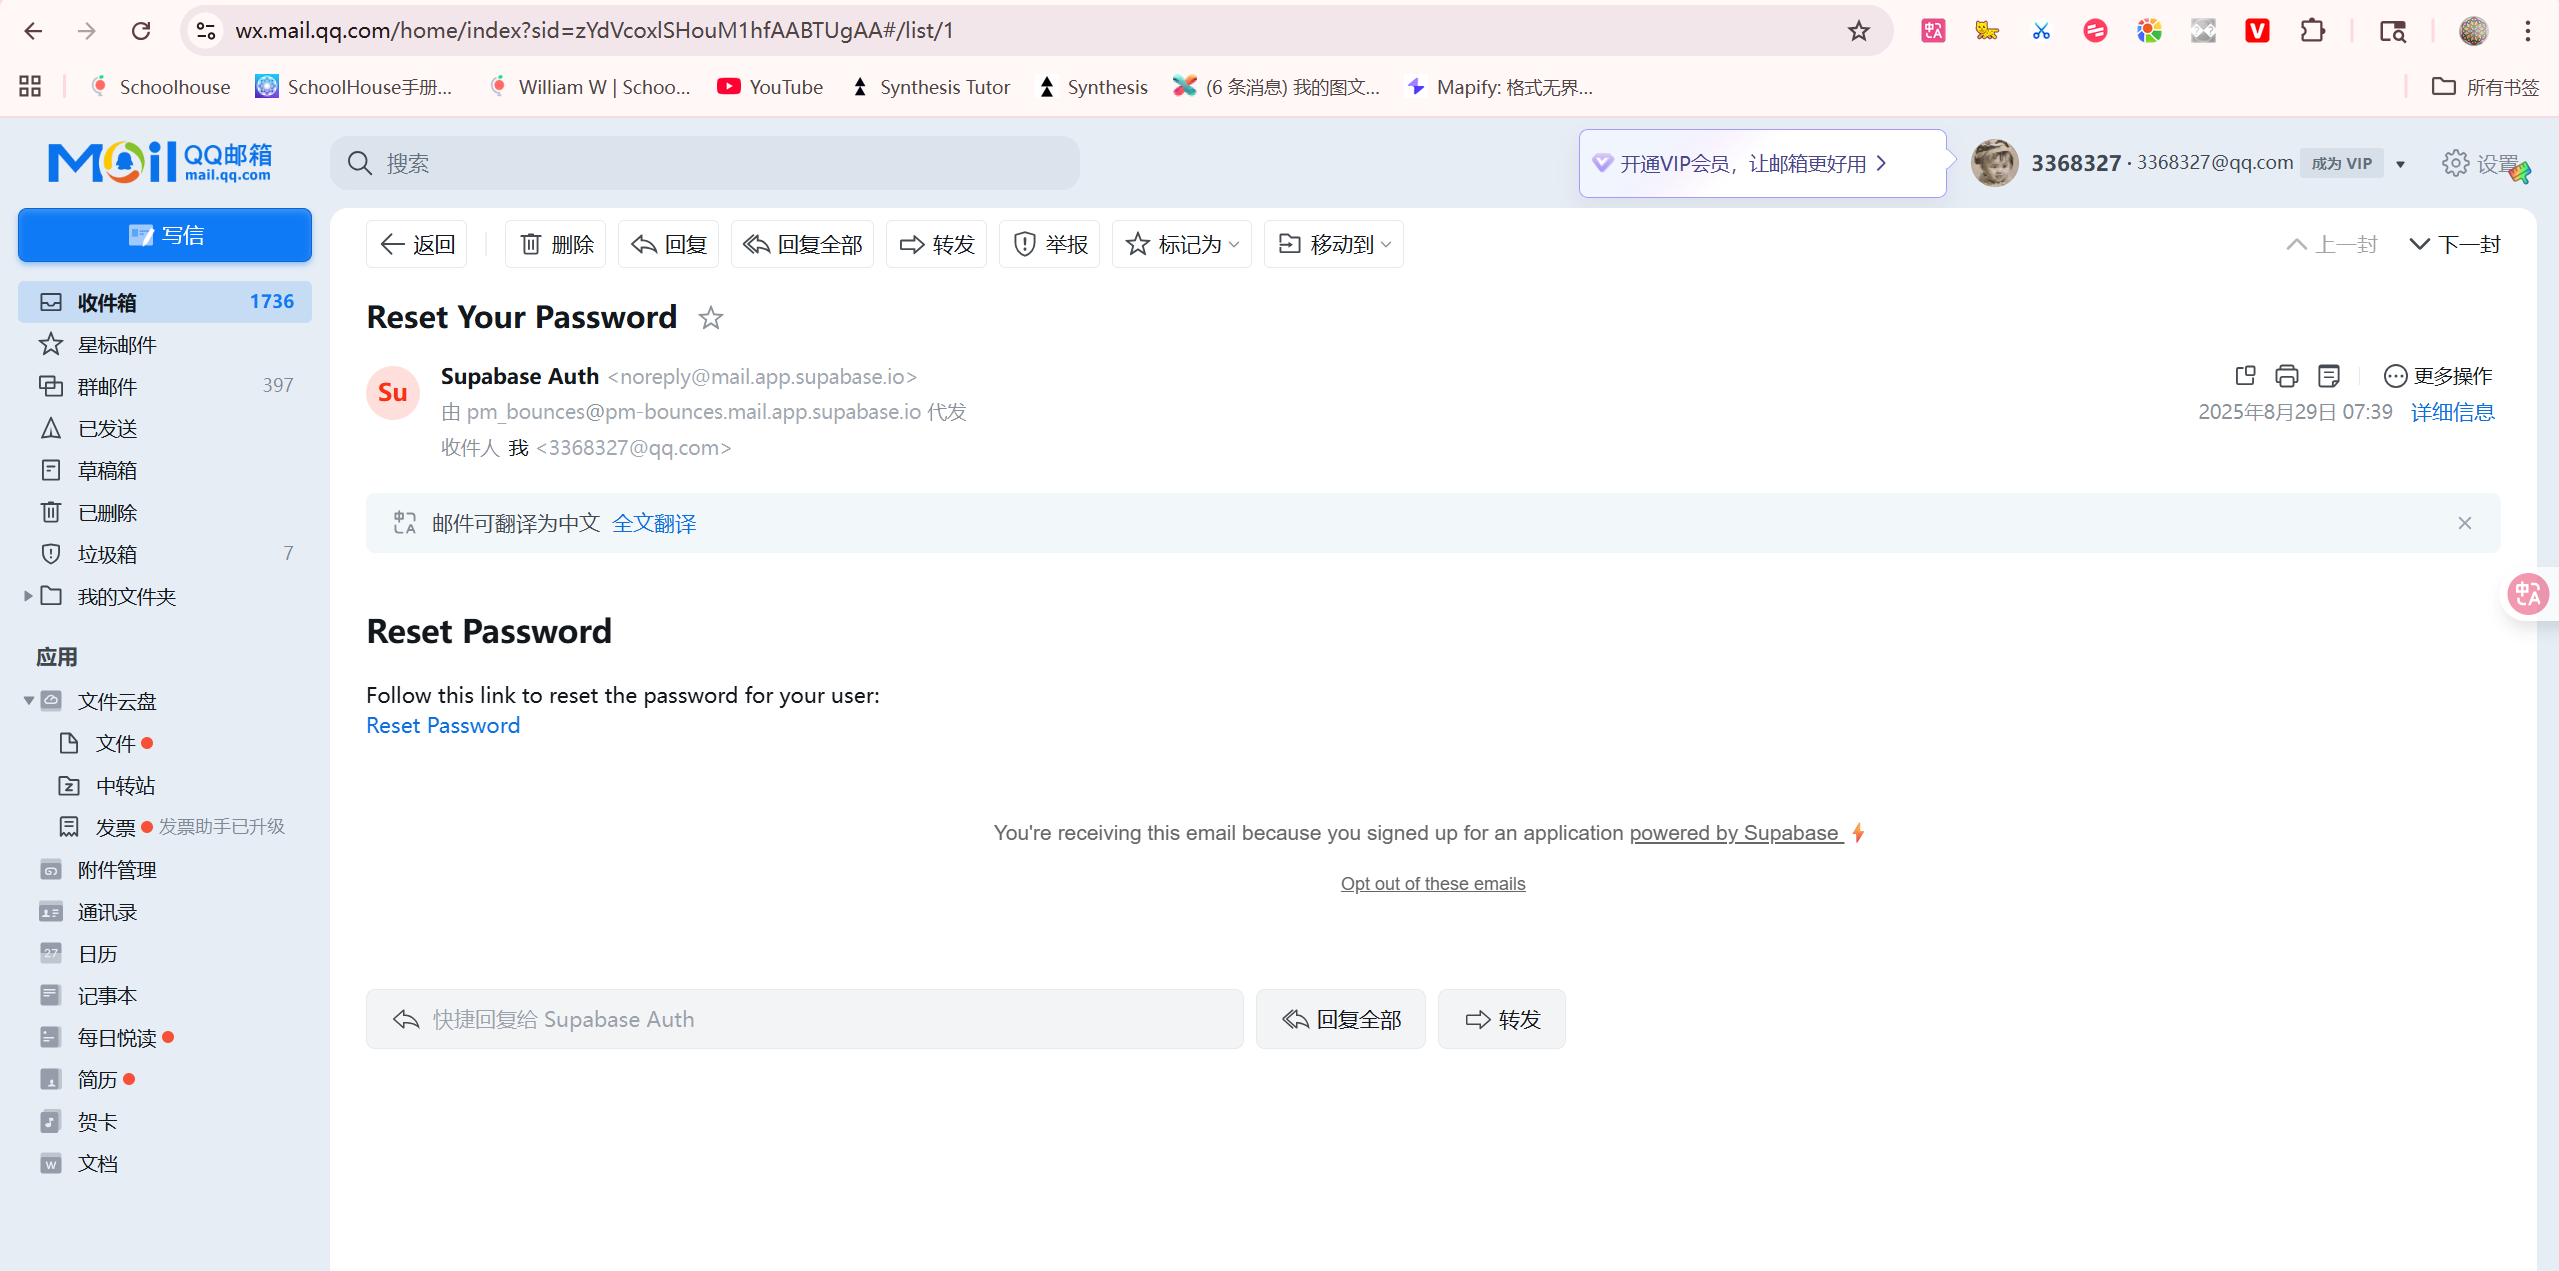 wx.mail.qq.com/home/index?sid=zYdVcoxlSHouM1hfAABTUgAA#/list/1
Schoolhouse
SchoolHouse手册...
William W | Schoo...
YouTube
Synthesis Tutor
Synthesis
(6 条消息) 我的图文...
Mapify: 格式无界...
所有书签
Mail QQ邮箱
mail.qq.com
搜索
开通VIP会员，让邮箱更好用
3368327 · 3368327@qq.com
成为 VIP
设置
写信
返回
删除
回复
回复全部
转发
举报
标记为
移动到
上一封
下一封
收件箱 1736
星标邮件
群邮件 397
已发送
草稿箱
已删除
垃圾箱 7
我的文件夹
应用
文件云盘
文件
中转站
发票 发票助手已升级
附件管理
通讯录
27 日历
记事本
每日悦读
简历
贺卡
W 文档
Reset Your Password
Su
Supabase Auth <noreply@mail.app.supabase.io>
更多操作
由 pm_bounces@pm-bounces.mail.app.supabase.io 代发
2025年8月29日 07:39 详细信息
收件人 我 <3368327@qq.com>
邮件可翻译为中文 全文翻译
Reset Password
Follow this link to reset the password for your user:
Reset Password
You're receiving this email because you signed up for an application powered by Supabase
Opt out of these emails
快捷回复给 Supabase Auth
回复全部
转发